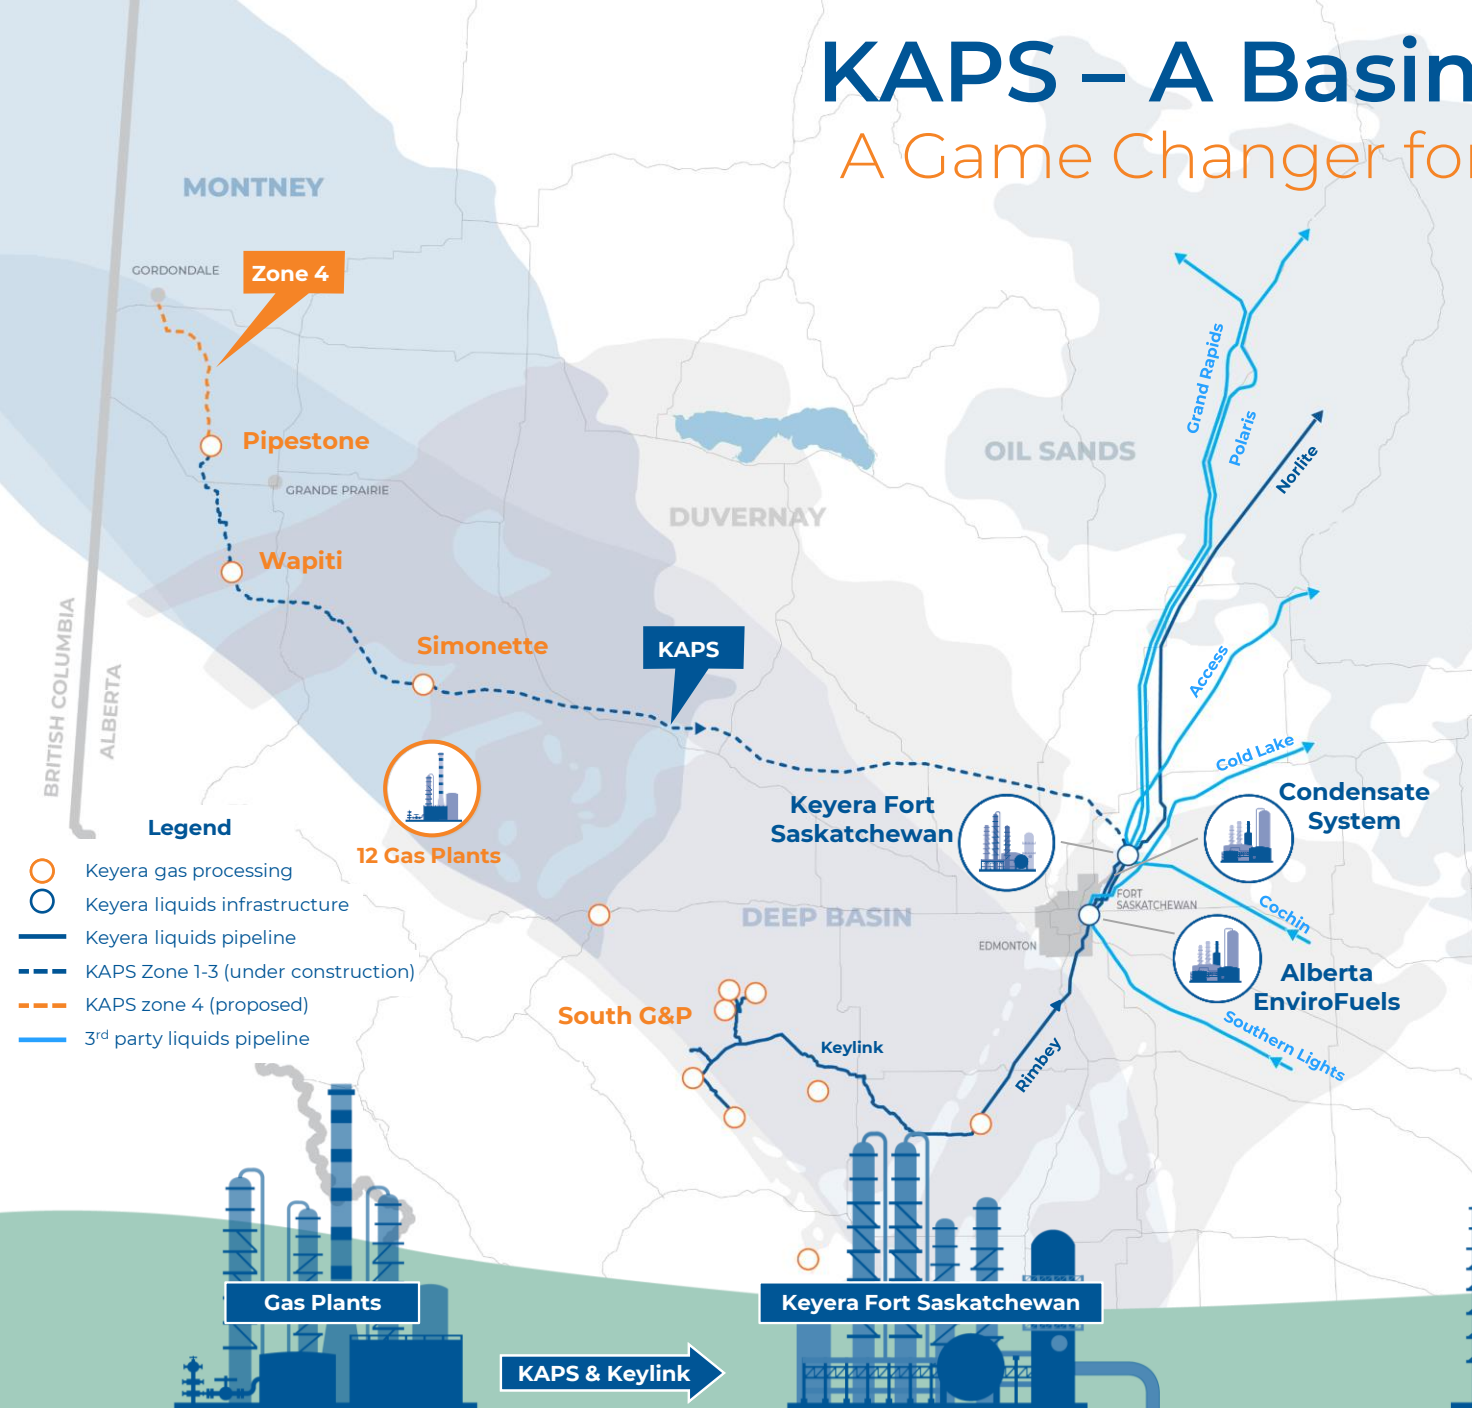 KAPS – A Basin
A Game Changer for
MONTNEY
GORDONDALE
Zone 4
Pipestone
GRANDE PRAIRIE
Wapiti
Simonette
KAPS
DUVERNAY
OIL SANDS
Grand Rapids
Polaris
Norlite
Access
Cold Lake
BRITISH COLUMBIA
ALBERTA
12 Gas Plants
Keyera Fort
Saskatchewan
Condensate
System
FORT
SASKATCHEWAN
Cochin
DEEP BASIN
EDMONTON
Alberta
EnviroFuels
Southern Lights
South G&P
Keylink
Rimbey
Legend
Keyera gas processing
Keyera liquids infrastructure
Keyera liquids pipeline
KAPS Zone 1-3 (under construction)
KAPS zone 4 (proposed)
3rd party liquids pipeline
Gas Plants
Keyera Fort Saskatchewan
KAPS & Keylink